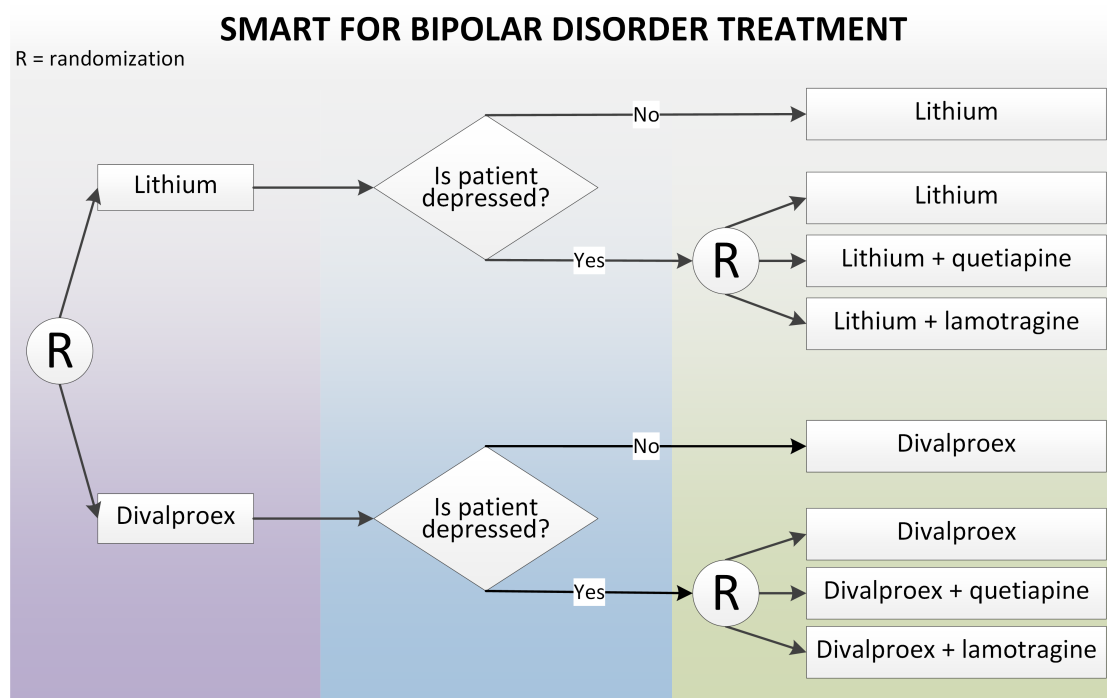 SMART FOR BIPOLAR DISORDER TREATMENT
R = randomization
R
Lithium
Is patient
depressed?
No
Lithium
Yes
R
Lithium
Lithium + quetiapine
Lithium + lamotragine
Divalproex
Is patient
depressed?
No
Divalproex
Yes
R
Divalproex
Divalproex + quetiapine
Divalproex + lamotragine